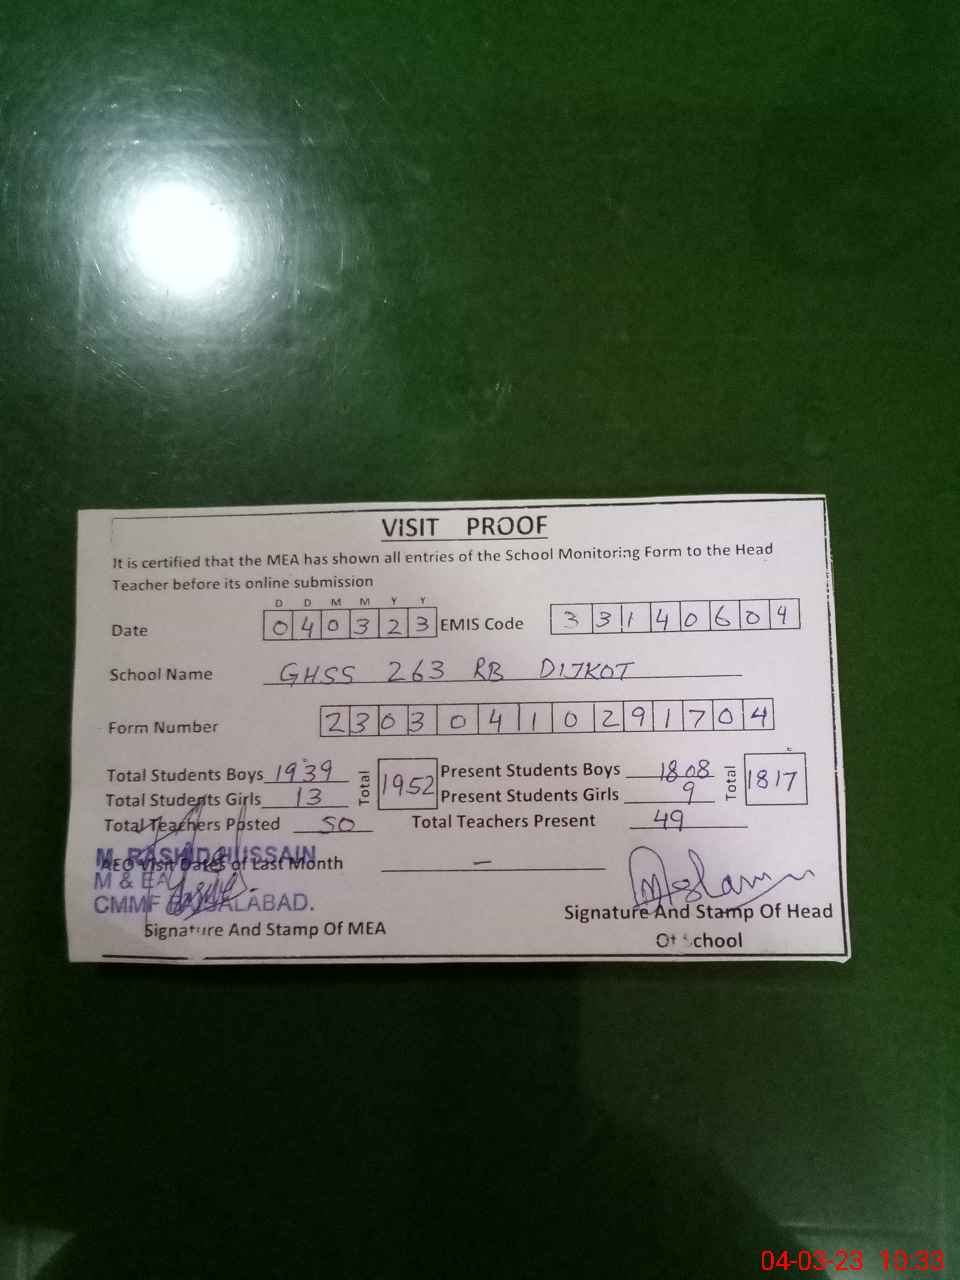 VISIT PROOF
It is certified that the MEA has shown all entries of the School Monitoring Form to the Head
Teacher before its online submission
D D M M Y Y
Date 0 4 0 3 2 3 EMIS Code 3 3 1 4 0 6 0 4
School Name GHSS 263 RB DIJKOT
Form Number 2 3 0 3 0 4 1 0 2 9 1 7 0 4
Total Students Boys 1939 Total 1952 Present Students Boys 1808 Total 1817
Total Students Girls 13 Present Students Girls 9
Total Teachers Posted 50 Total Teachers Present 49
M. RASHID HUSSAIN
AEO Visit Dates of Last Month –
M & EA
CMMF FAISALABAD.
Signature And Stamp Of MEA
Signature And Stamp Of Head
Of School
04-03-23 10:33